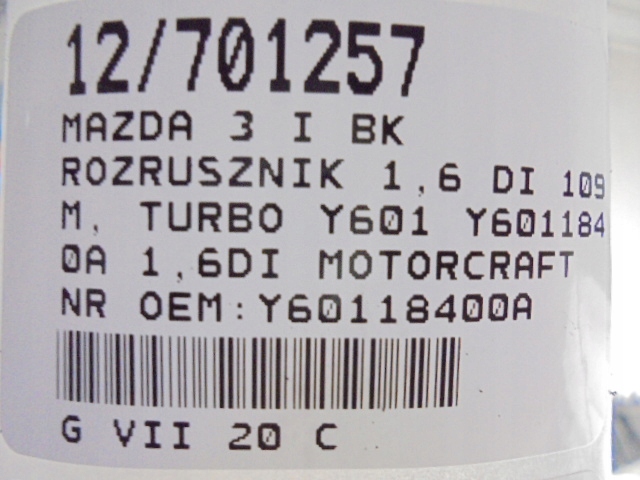 12/701257
MAZDA 3 I BK
ROZRUSZNIK 1,6 DI 109
M, TURBO Y601 Y601184
0A 1,6DI MOTORCRAFT
NR OEM:Y60118400A
G VII 20 C